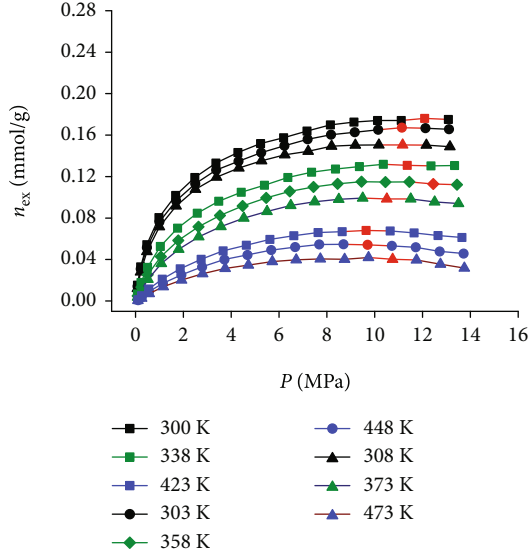 0.28
0.24
0.20
0.16
0.12
0.08
0.04
0.00
n_ex (mmol/g)
0 2 4 6 8 10 12 14 16
P (MPa)
300 K 448 K
338 K 308 K
423 K 373 K
303 K 473 K
358 K